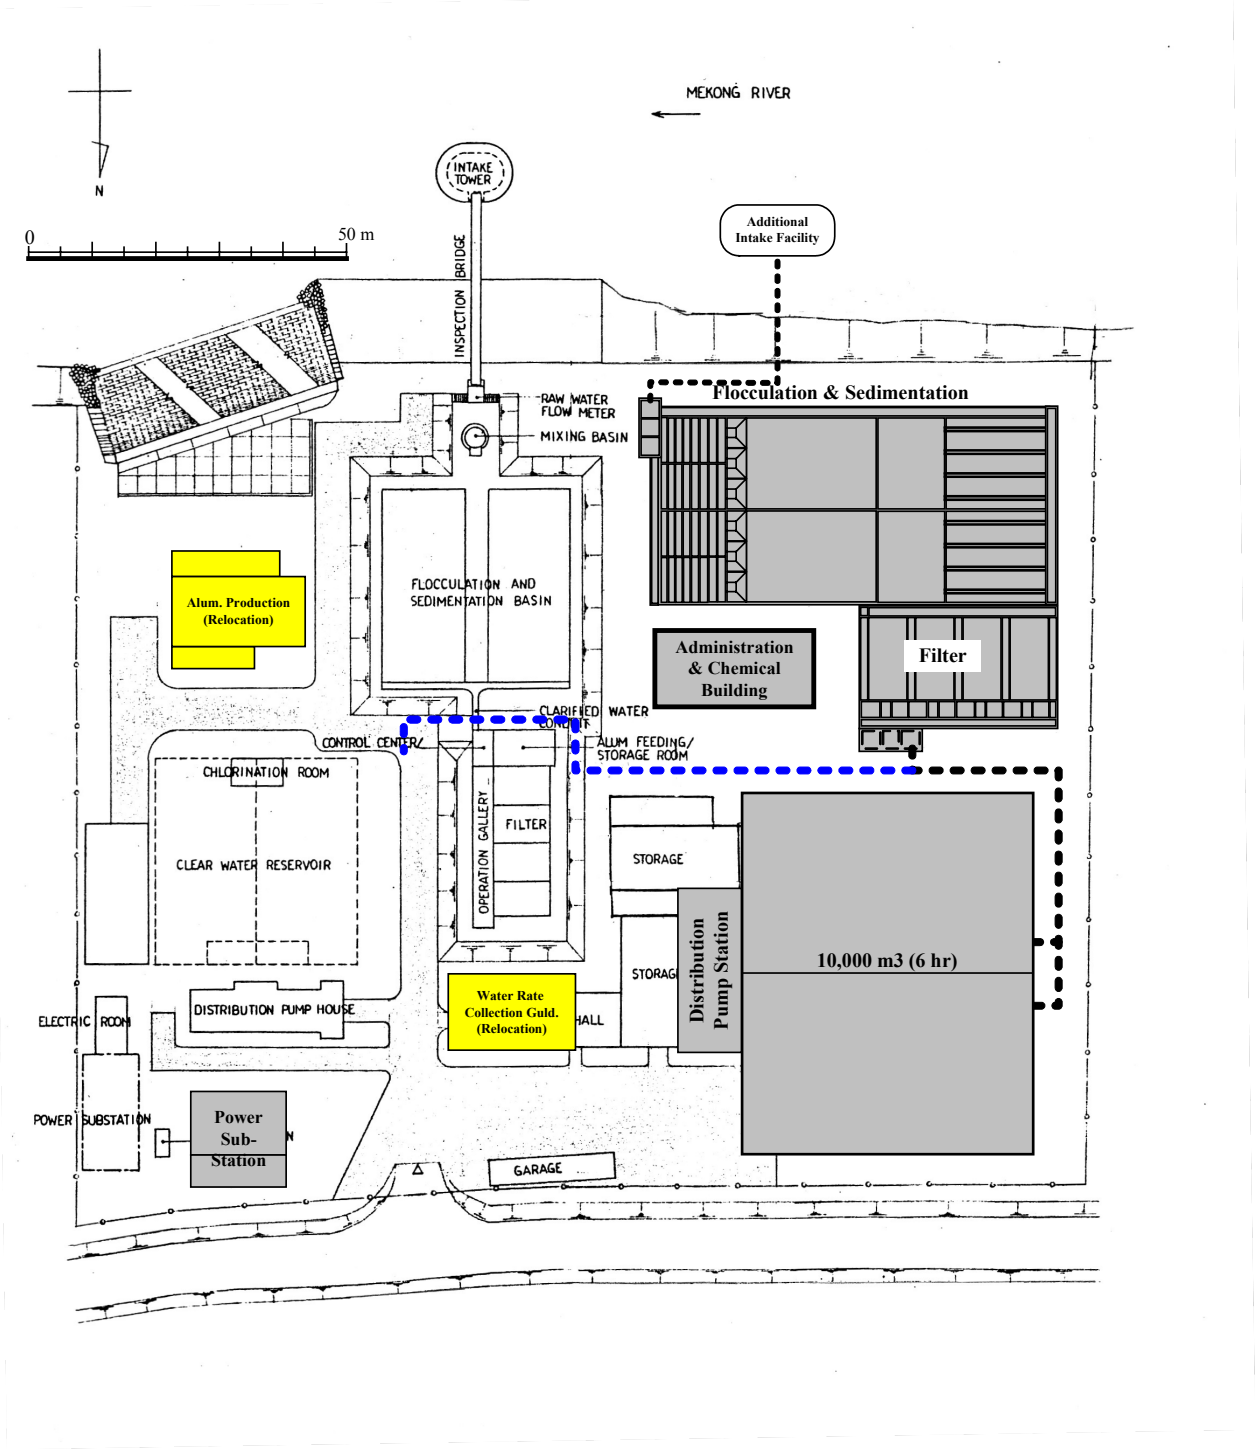 MEKONG RIVER
N
INTAKE
TOWER
Additional
Intake Facility
0
50 m
INSPECTION BRIDGE
RAW WATER
FLOW METER
Flocculation & Sedimentation
MIXING BASIN
FLOCCULATION AND
SEDIMENTATION BASIN
Alum. Production
(Relocation)
Administration
& Chemical
Building
Filter
CLARIFIED WATER
CONDUIT
CONTROL CENTER
ALUM FEEDING/
STORAGE ROOM
CHLORINATION ROOM
OPERATION GALLERY
FILTER
STORAGE
CLEAR WATER RESERVOIR
Distribution
Pump Station
10,000 m3 (6 hr)
STORAG
Water Rate
Collection Guld.
(Relocation)
HALL
DISTRIBUTION PUMP HOUSE
ELECTRIC ROOM
POWER SUBSTATION
Power
Sub-
Station
N
GARAGE